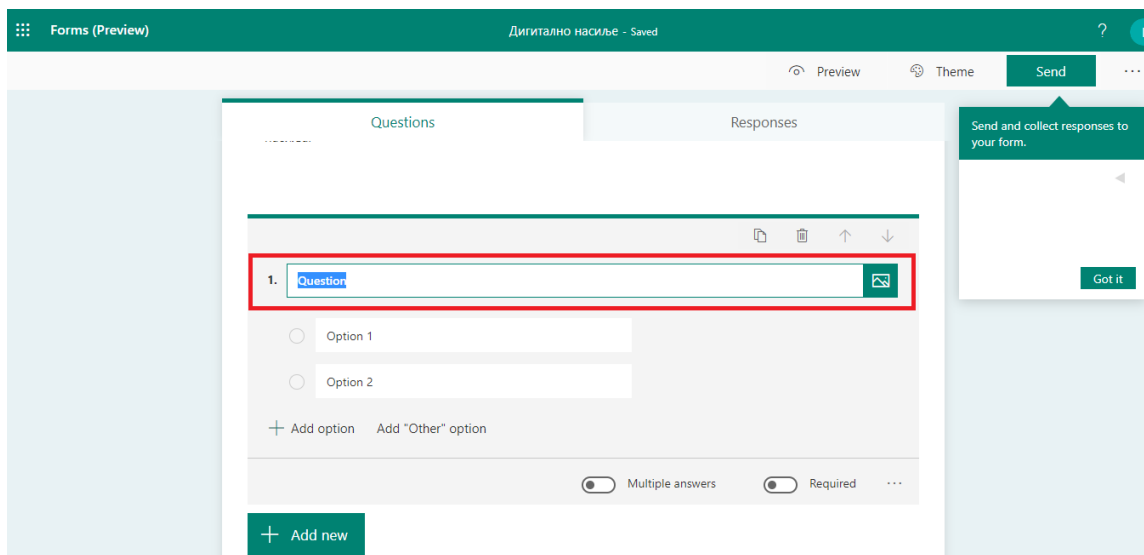 Forms (Preview)
Дигитално насиље - Saved
?
Preview
Theme
Send
Questions
Responses
Send and collect responses to
your form.
Got it
1. Question
Option 1
Option 2
Add option
Add "Other" option
Multiple answers
Required
Add new